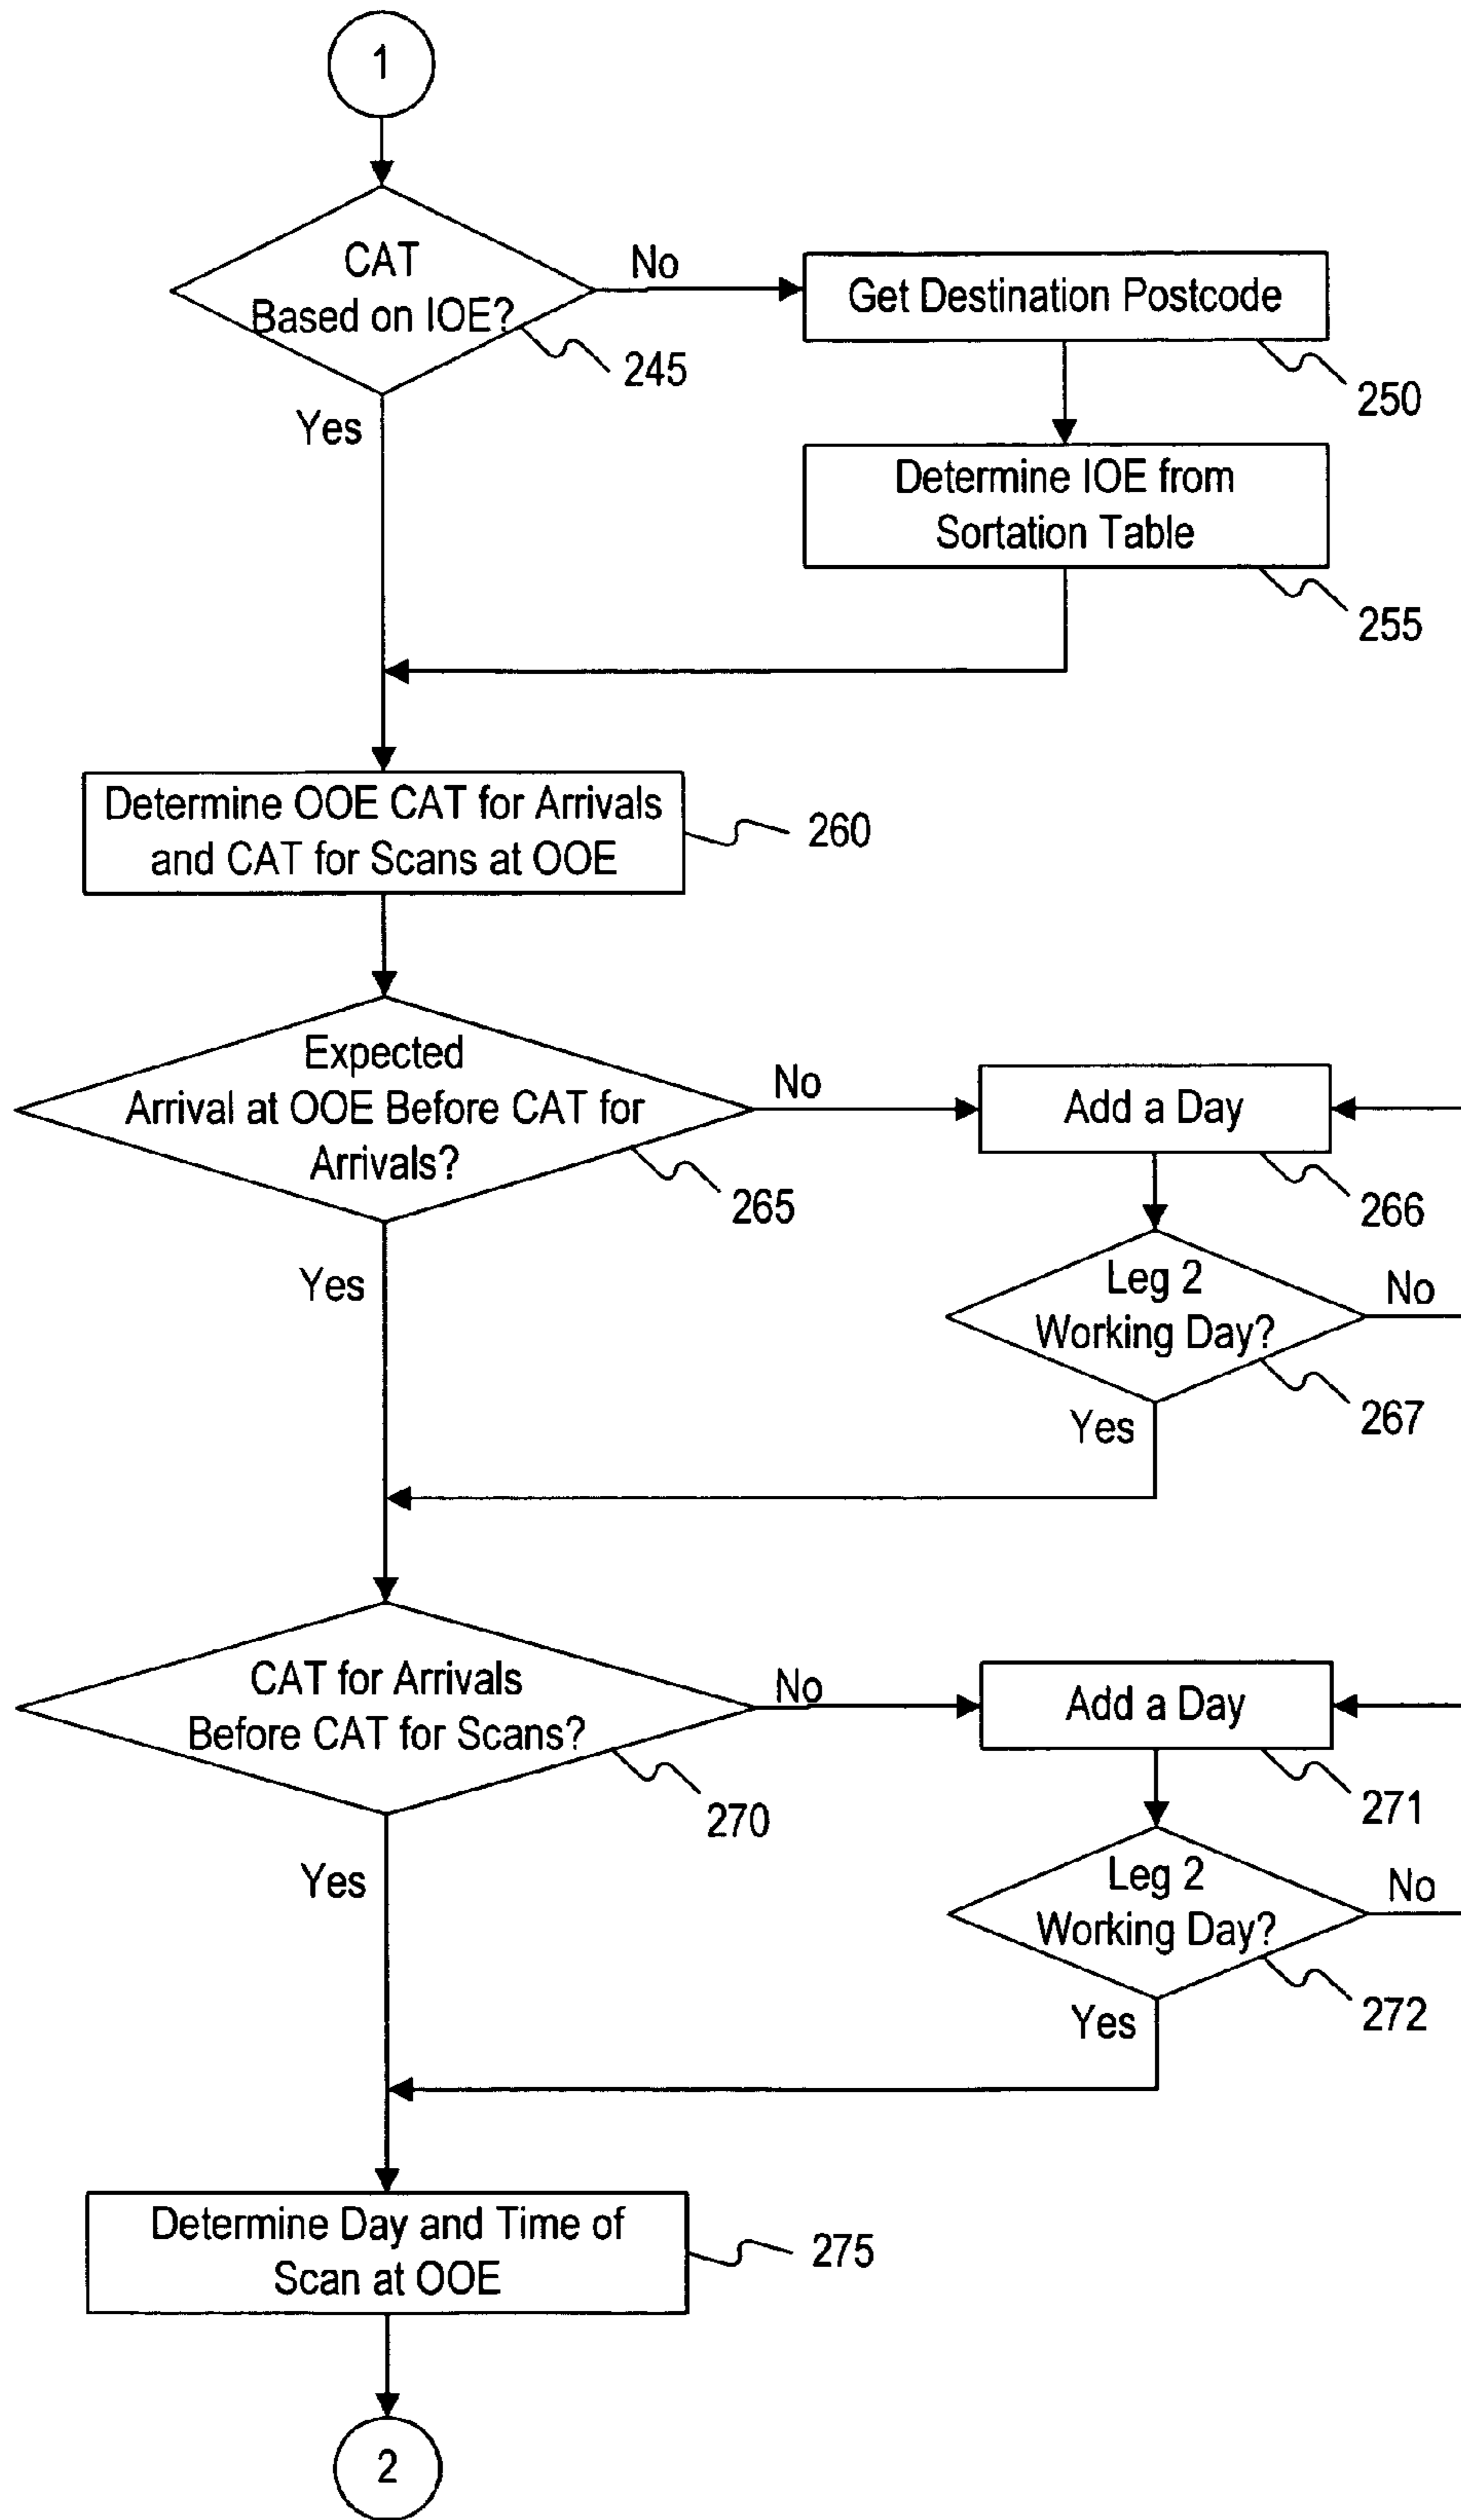 1
CAT
Based on IOE?
No
245
Yes
Get Destination Postcode
250
Determine IOE from
Sortation Table
255
Determine OOE CAT for Arrivals
and CAT for Scans at OOE
260
Expected
Arrival at OOE Before CAT for
Arrivals?
No
265
Yes
Add a Day
266
Leg 2
Working Day?
No
267
Yes
CAT for Arrivals
Before CAT for Scans?
No
270
Yes
Add a Day
271
Leg 2
Working Day?
No
272
Yes
Determine Day and Time of
Scan at OOE
275
2